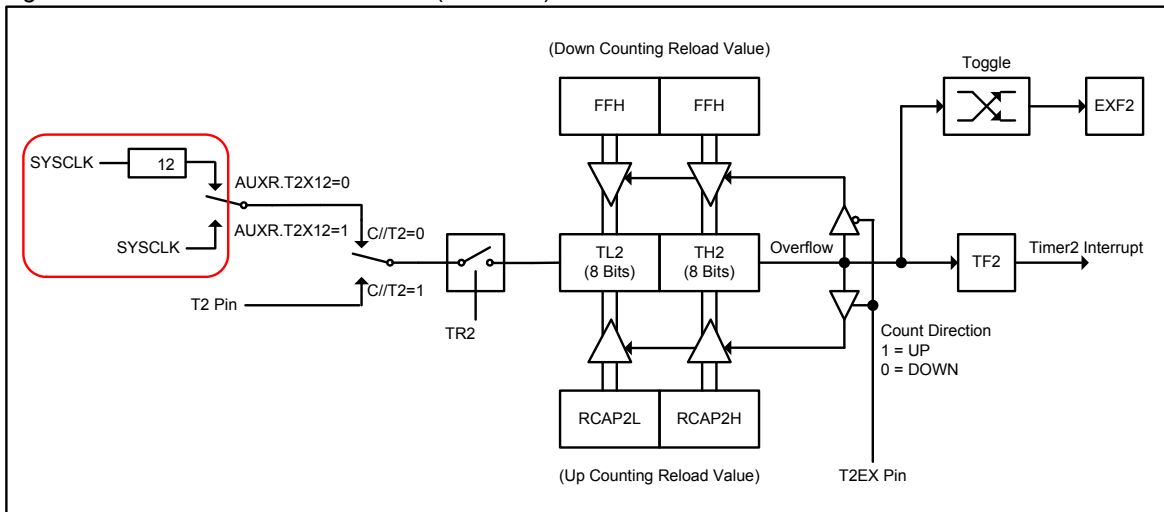 (Down Counting Reload Value)
Toggle
FFH
FFH
EXF2
SYSCLK
12
AUXR.T2X12=0
AUXR.T2X12=1
SYSCLK
C//T2=0
C//T2=1
T2 Pin
TR2
TL2
(8 Bits)
TH2
(8 Bits)
Overflow
TF2
Timer2 Interrupt
Count Direction
1 = UP
0 = DOWN
RCAP2L
RCAP2H
(Up Counting Reload Value)
T2EX Pin